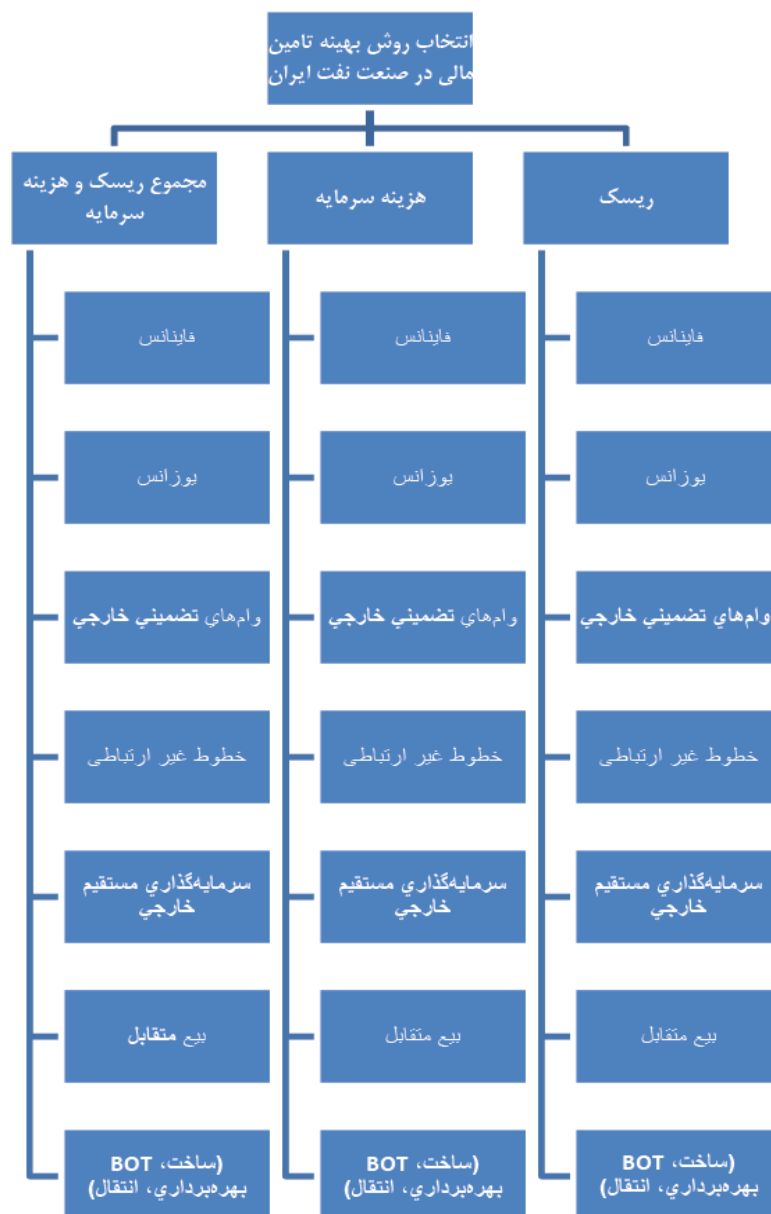 انتخاب روش بهینه تامین
مالی در صنعت نفت ایران
ریسک
هزینه سرمایه
مجموع ریسک و هزینه
سرمایه
فاینانس
فاینانس
فاینانس
یوزانس
یوزانس
یوزانس
وام‌هاي تضميني خارجي
وام‌هاي تضميني خارجي
وام‌هاي تضميني خارجي
خطوط غیر ارتباطی
خطوط غیر ارتباطی
خطوط غیر ارتباطی
سرمايه‌گذاري مستقيم
خارجي
سرمايه‌گذاري مستقيم
خارجي
سرمايه‌گذاري مستقيم
خارجي
بیع متقابل
بیع متقابل
بیع متقابل
BOT (ساخت،
بهره‌برداري، انتقال)
BOT (ساخت،
بهره‌برداري، انتقال)
BOT (ساخت،
بهره‌برداري، انتقال)